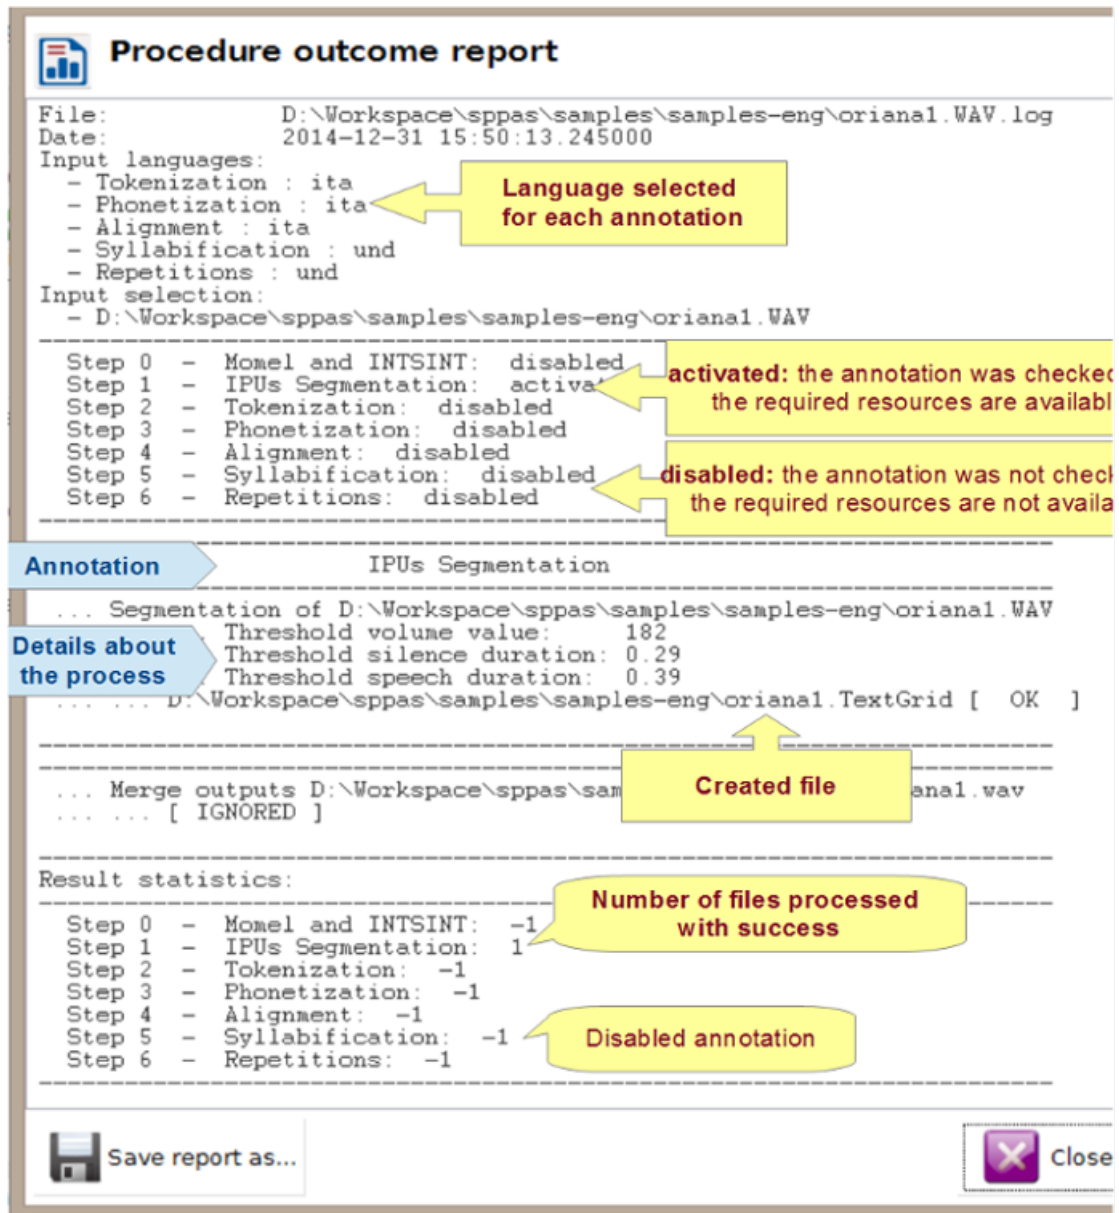 Procedure outcome report
File: D:\Workspace\sppas\samples\samples-eng\oriana1.WAV.log
Date: 2014-12-31 15:50:13.245000
Input languages:
- Tokenization : ita
- Phonetization : ita
- Alignment : ita
- Syllabification : und
- Repetitions : und
Language selected
for each annotation
Input selection:
- D:\Workspace\sppas\samples\samples-eng\oriana1.WAV
Step 0 - Momel and INTSINT: disabled
Step 1 - IPUs Segmentation: activat
Step 2 - Tokenization: disabled
Step 3 - Phonetization: disabled
Step 4 - Alignment: disabled
Step 5 - Syllabification: disabled
Step 6 - Repetitions: disabled
activated: the annotation was checked
the required resources are availabl
disabled: the annotation was not check
the required resources are not availa
Annotation
IPUs Segmentation
... Segmentation of D:\Workspace\sppas\samples\samples-eng\oriana1.WAV
Details about
the process
Threshold volume value: 182
Threshold silence duration: 0.29
Threshold speech duration: 0.39
... ... D:\Workspace\sppas\samples\samples-eng\oriana1.TextGrid [ OK ]
Created file
... Merge outputs D:\Workspace\sppas\sam ana1.wav
... ... [ IGNORED ]
Result statistics:
Step 0 - Momel and INTSINT: -1
Step 1 - IPUs Segmentation: 1
Step 2 - Tokenization: -1
Step 3 - Phonetization: -1
Step 4 - Alignment: -1
Step 5 - Syllabification: -1
Step 6 - Repetitions: -1
Number of files processed
with success
Disabled annotation
Save report as...
Close